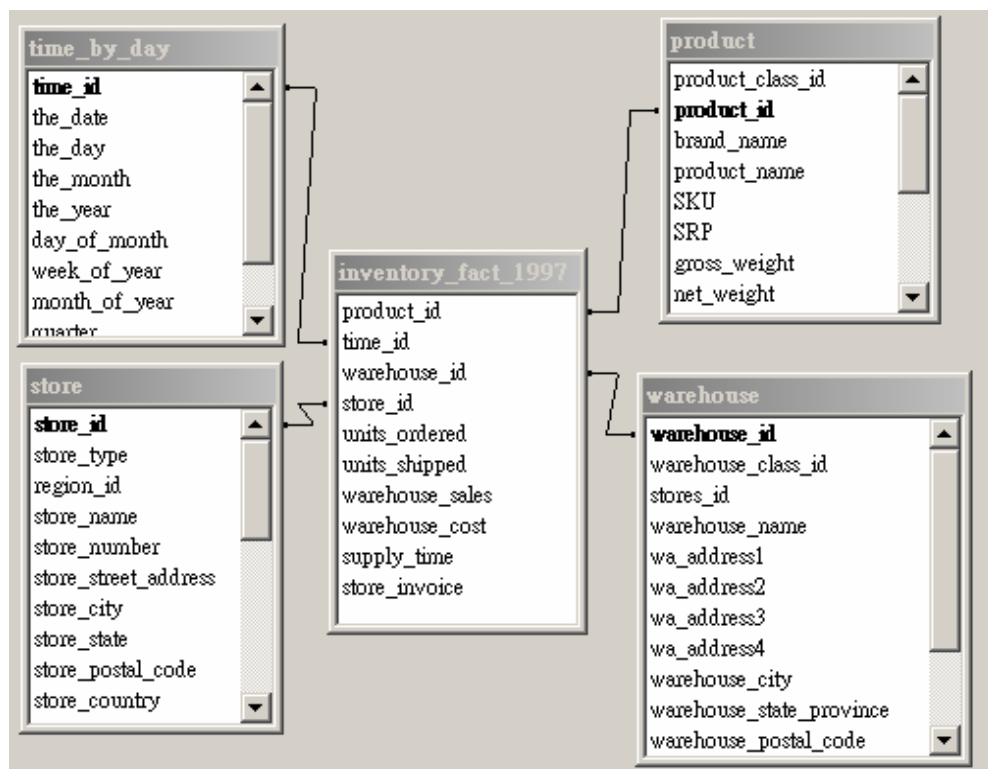 time_by_day
time_id
the_date
the_day
the_month
the_year
day_of_month
week_of_year
month_of_year
quarter
product
product_class_id
product_id
brand_name
product_name
SKU
SRP
gross_weight
net_weight
inventory_fact_1997
product_id
time_id
warehouse_id
store_id
units_ordered
units_shipped
warehouse_sales
warehouse_cost
supply_time
store_invoice
store
store_id
store_type
region_id
store_name
store_number
store_street_address
store_city
store_state
store_postal_code
store_country
warehouse
warehouse_id
warehouse_class_id
stores_id
warehouse_name
wa_address1
wa_address2
wa_address3
wa_address4
warehouse_city
warehouse_state_province
warehouse_postal_code